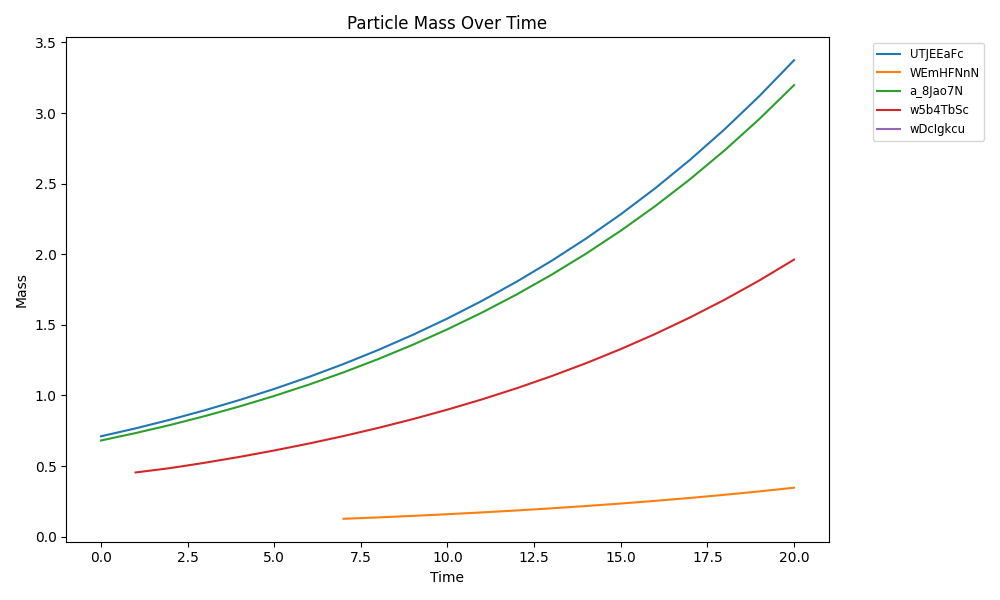 Particle Mass Over Time
UTJEEaFc
WEmHFNnN
a_8Jao7N
w5b4TbSc
wDcIgkcu
3.5
3.0
2.5
2.0
1.5
1.0
0.5
0.0
Mass
0.0 2.5 5.0 7.5 10.0 12.5 15.0 17.5 20.0
Time